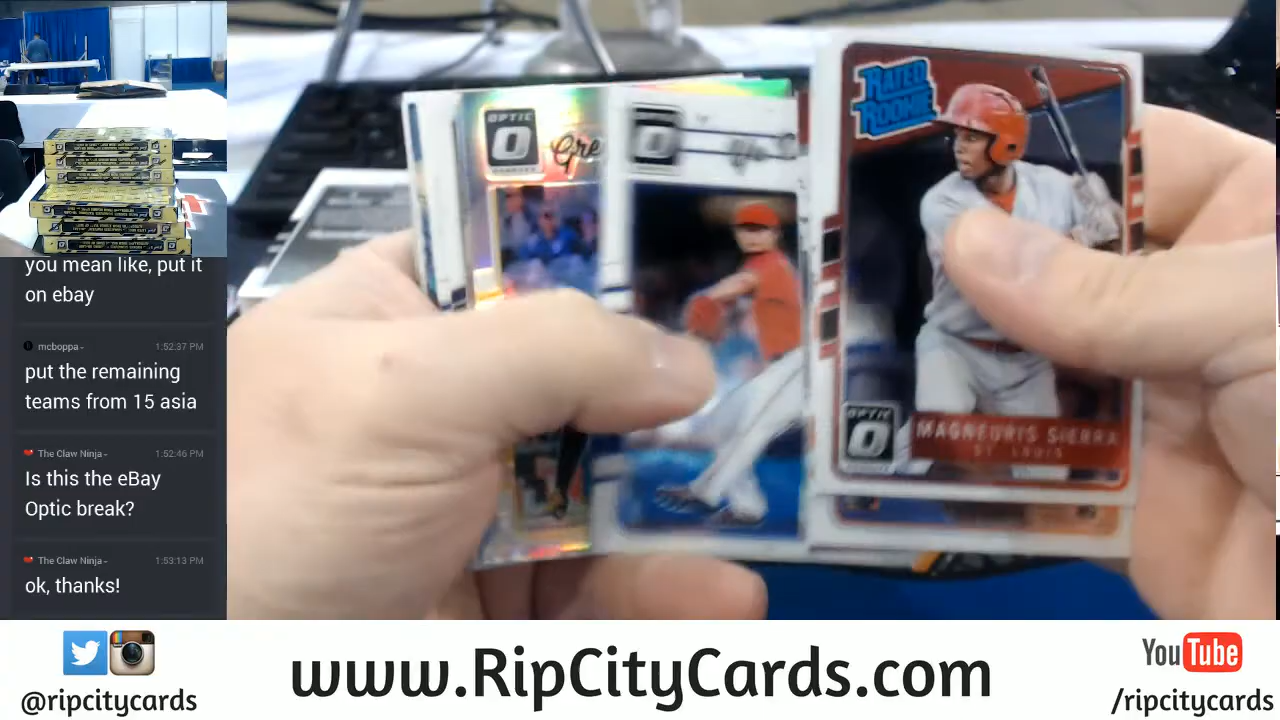 you mean like, put it
on ebay
mcboppa-
1:52:37 PM
put the remaining
teams from 15 asia
The Claw Ninja-
1:52:46 PM
Is this the eBay
Optic break?
The Claw Ninja-
1:53:13 PM
ok, thanks!
OPTIC
Gre
RATED
ROOKIE
OPTIC
MAGNEURIS SIERRA
ST. LOUIS
@ripcitycards
www.RipCityCards.com
YouTube
/ripcitycards